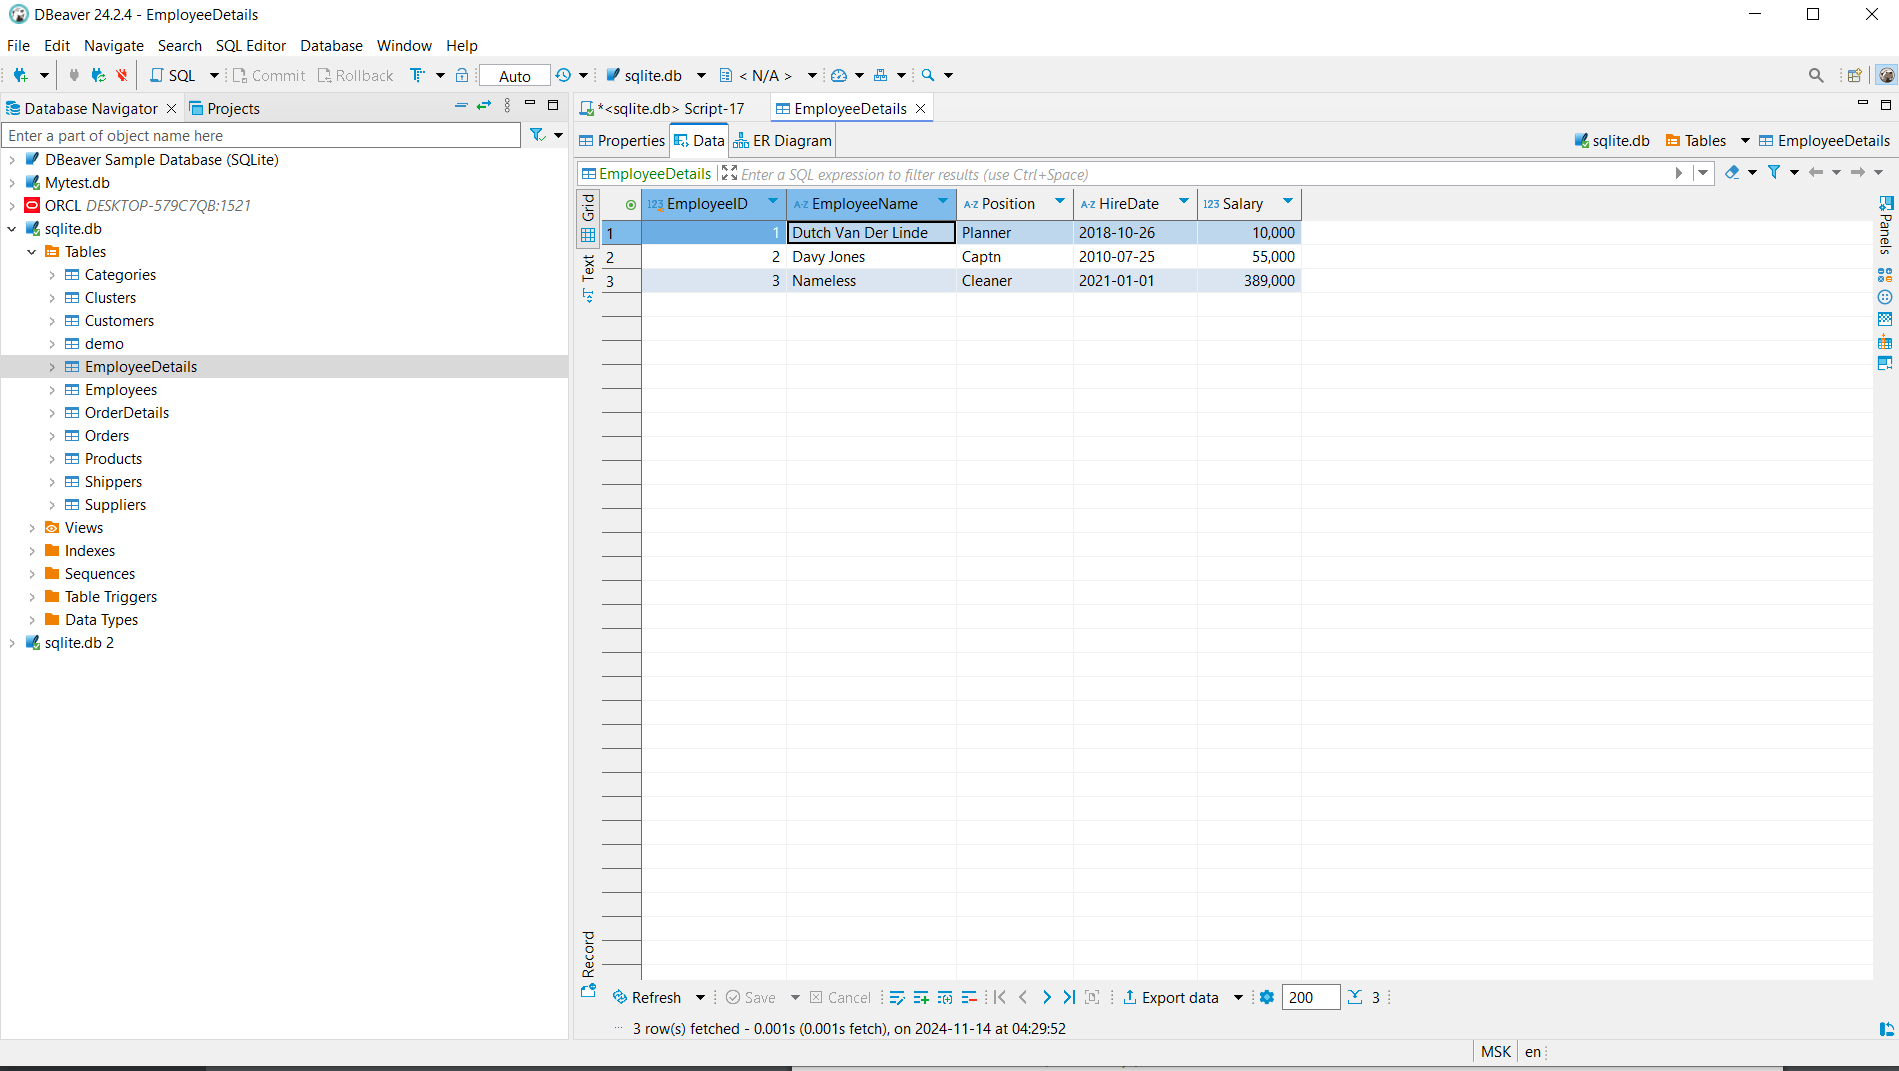 DBeaver 24.2.4 - EmployeeDetails
File Edit Navigate Search SQL Editor Database Window Help
SQL Commit Rollback Auto sqlite.db < N/A >
Database Navigator Projects
*<sqlite.db> Script-17 EmployeeDetails
Enter a part of object name here
Properties Data ER Diagram sqlite.db Tables EmployeeDetails
DBeaver Sample Database (SQLite)
Mytest.db
ORCL DESKTOP-579C7QB:1521
sqlite.db
Tables
Categories
Clusters
Customers
demo
EmployeeDetails
Employees
OrderDetails
Orders
Products
Shippers
Suppliers
Views
Indexes
Sequences
Table Triggers
Data Types
sqlite.db 2
EmployeeDetails Enter a SQL expression to filter results (use Ctrl+Space)
Grid
Text
Record
123 EmployeeID A-Z EmployeeName A-Z Position A-Z HireDate 123 Salary
1 1 Dutch Van Der Linde Planner 2018-10-26 10,000
2 2 Davy Jones Captn 2010-07-25 55,000
3 3 Nameless Cleaner 2021-01-01 389,000
Panels
Refresh Save Cancel Export data 200 3
3 row(s) fetched - 0.001s (0.001s fetch), on 2024-11-14 at 04:29:52
MSK en